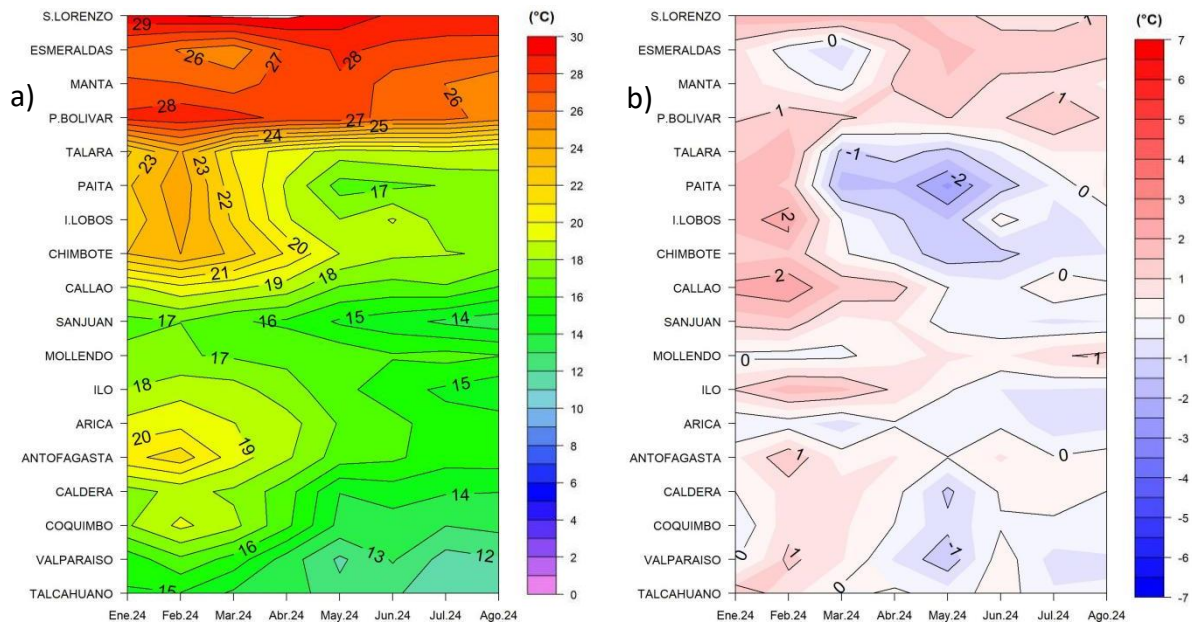 a)
(°C)
S.LORENZO
ESMERALDAS
MANTA
P.BOLIVAR
TALARA
PAITA
I.LOBOS
CHIMBOTE
CALLAO
SANJUAN
MOLLENDO
ILO
ARICA
ANTOFAGASTA
CALDERA
COQUIMBO
VALPARAISO
TALCAHUANO
29
26
27
28
28
26
27
25
24
23
23
22
17
20
21
19
18
17
16
15
14
17
18
15
20
19
14
16
13
12
15
Ene.24 Feb.24 Mar.24 Abr.24 May.24 Jun.24 Jul.24 Ago.24
30
28
26
24
22
20
18
16
14
12
10
8
6
4
2
0
b)
(°C)
S.LORENZO
ESMERALDAS
MANTA
P.BOLIVAR
TALARA
PAITA
I.LOBOS
CHIMBOTE
CALLAO
SANJUAN
MOLLENDO
ILO
ARICA
ANTOFAGASTA
CALDERA
COQUIMBO
VALPARAISO
TALCAHUANO
1
0
1
1
-1
-2
0
2
2
0
0
1
0
1
0
0
1
-1
0
Ene.24 Feb.24 Mar.24 Abr.24 May.24 Jun.24 Jul.24 Ago.24
7
6
5
4
3
2
1
0
-1
-2
-3
-4
-5
-6
-7